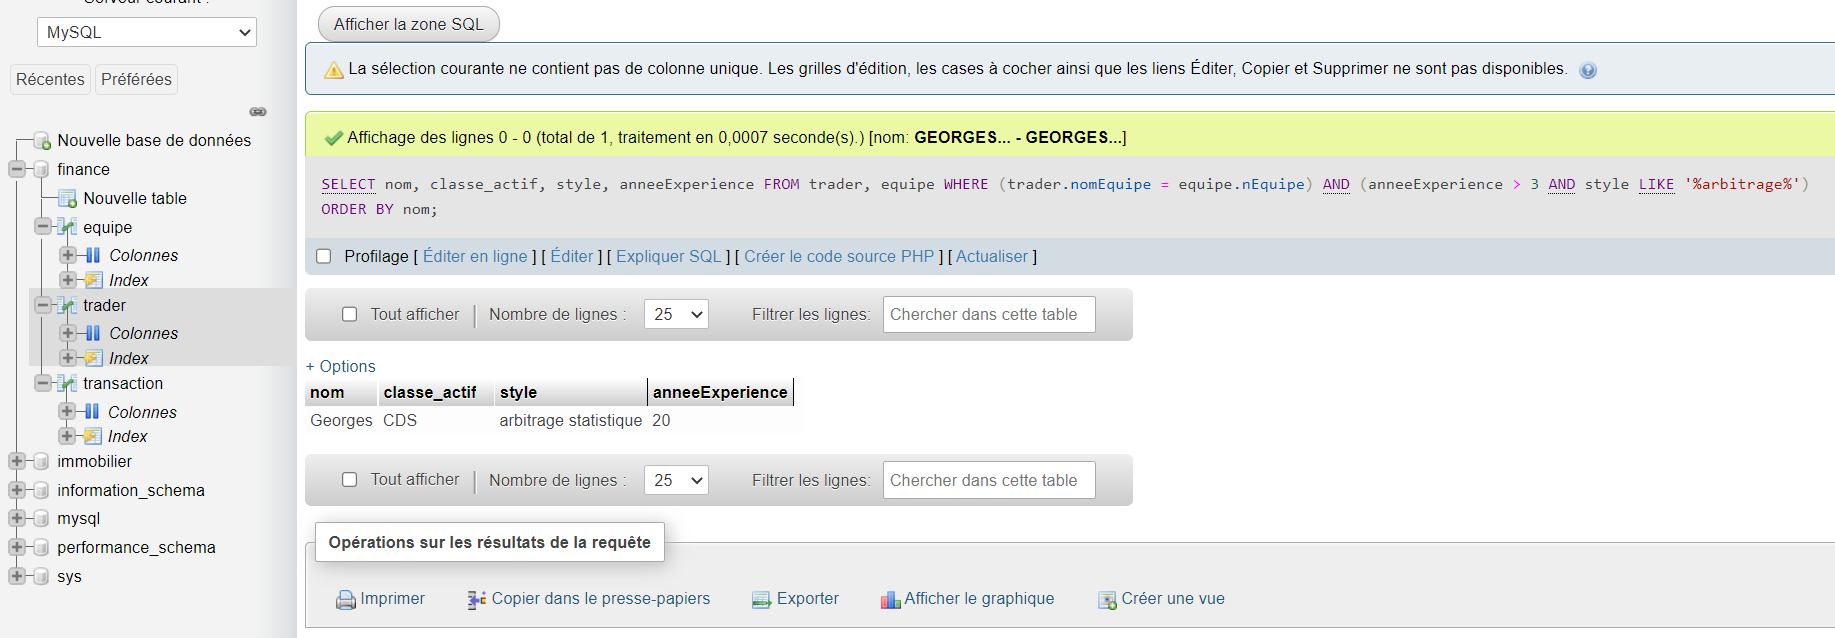 Serveur courant :
MySQL
Récentes Préférées
Nouvelle base de données
finance
Nouvelle table
equipe
Colonnes
Index
trader
Colonnes
Index
transaction
Colonnes
Index
immobilier
information_schema
mysql
performance_schema
sys
Afficher la zone SQL
La sélection courante ne contient pas de colonne unique. Les grilles d'édition, les cases à cocher ainsi que les liens Éditer, Copier et Supprimer ne sont pas disponibles.
Affichage des lignes 0 - 0 (total de 1, traitement en 0,0007 seconde(s).) [nom: GEORGES... - GEORGES...]
SELECT nom, classe_actif, style, anneeExperience FROM trader, equipe WHERE (trader.nomEquipe = equipe.nEquipe) AND (anneeExperience > 3 AND style LIKE '%arbitrage%')
ORDER BY nom;
Profilage [ Éditer en ligne ] [ Éditer ] [ Expliquer SQL ] [ Créer le code source PHP ] [ Actualiser ]
Tout afficher | Nombre de lignes : 25 Filtrer les lignes: Chercher dans cette table
+ Options
nom classe_actif style anneeExperience
Georges CDS arbitrage statistique 20
Tout afficher | Nombre de lignes : 25 Filtrer les lignes: Chercher dans cette table
Opérations sur les résultats de la requête
Imprimer Copier dans le presse-papiers Exporter Afficher le graphique Créer une vue